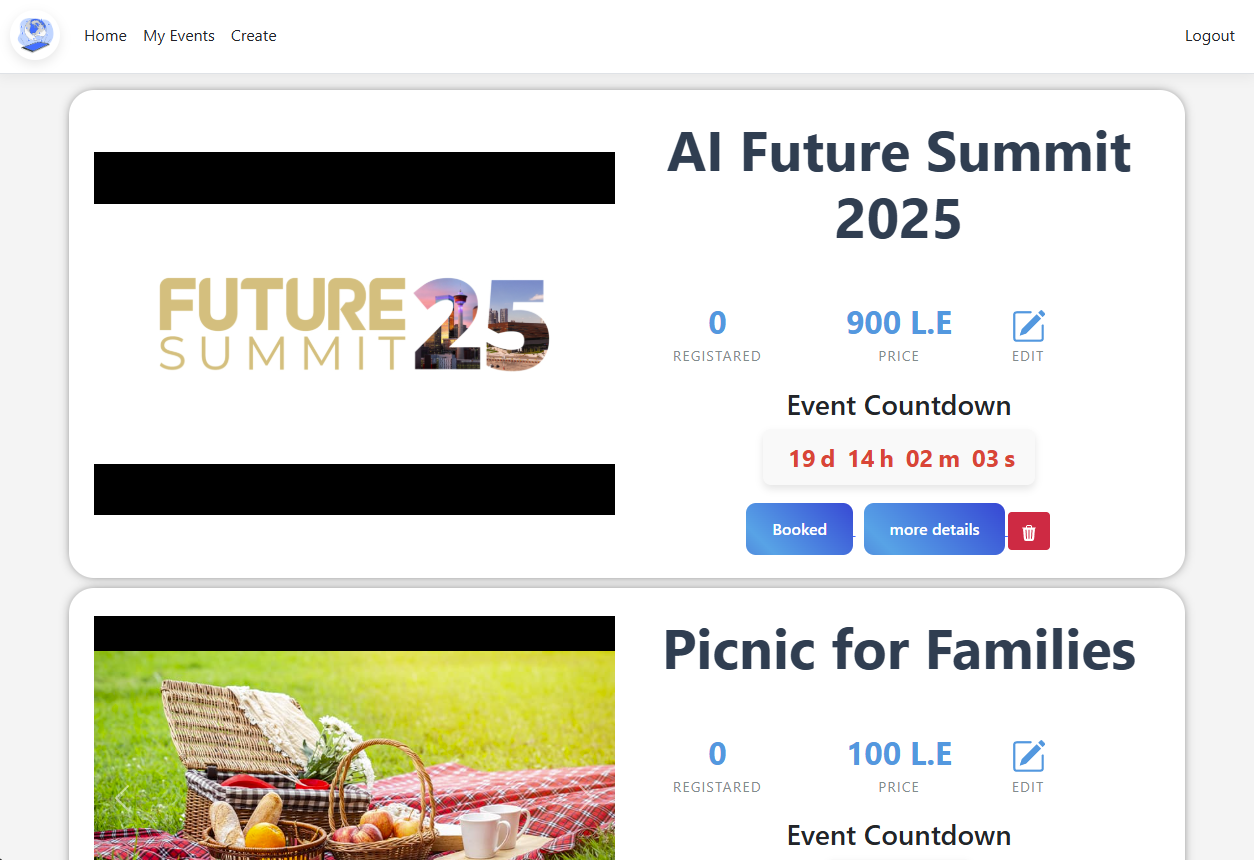 Home My Events Create Logout
FUTURE
SUMMIT
25
AI Future Summit
2025
0 900 L.E
REGISTARED PRICE EDIT
Event Countdown
19 d 14 h 02 m 03 s
Booked more details
Picnic for Families
0 100 L.E
REGISTARED PRICE EDIT
Event Countdown